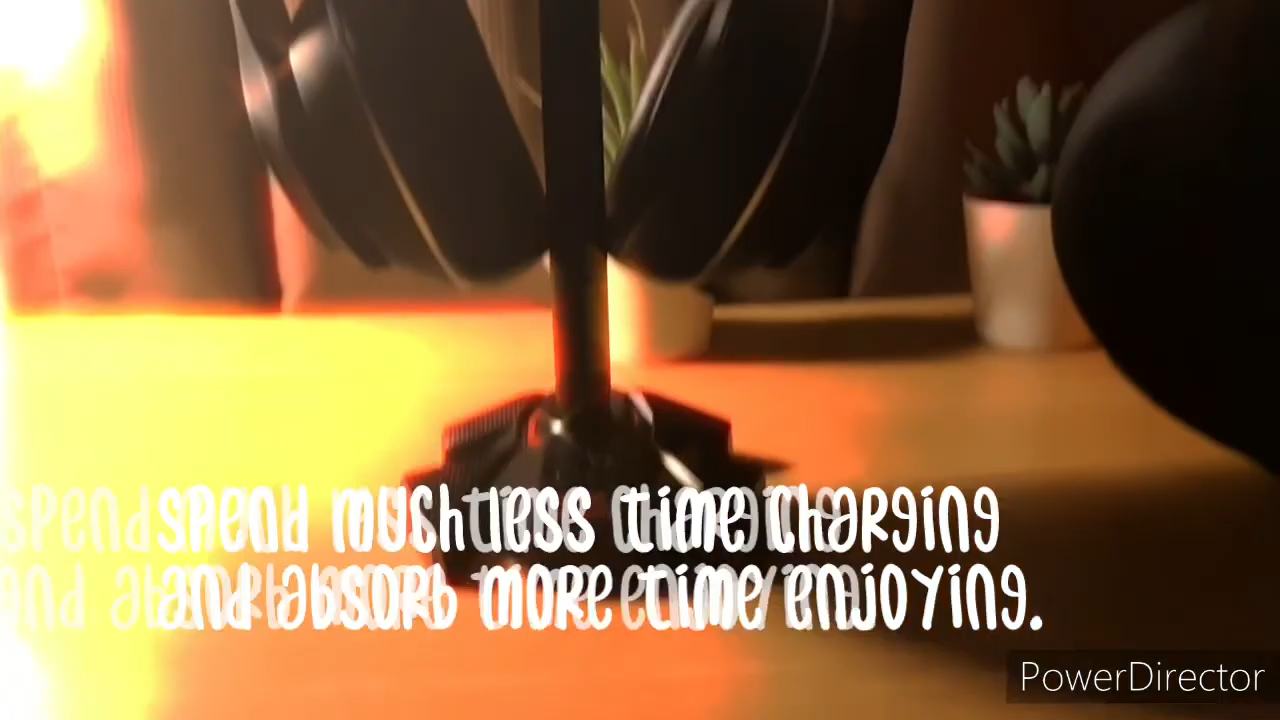 spend much less time charging
and absorb more time enjoying.
PowerDirector